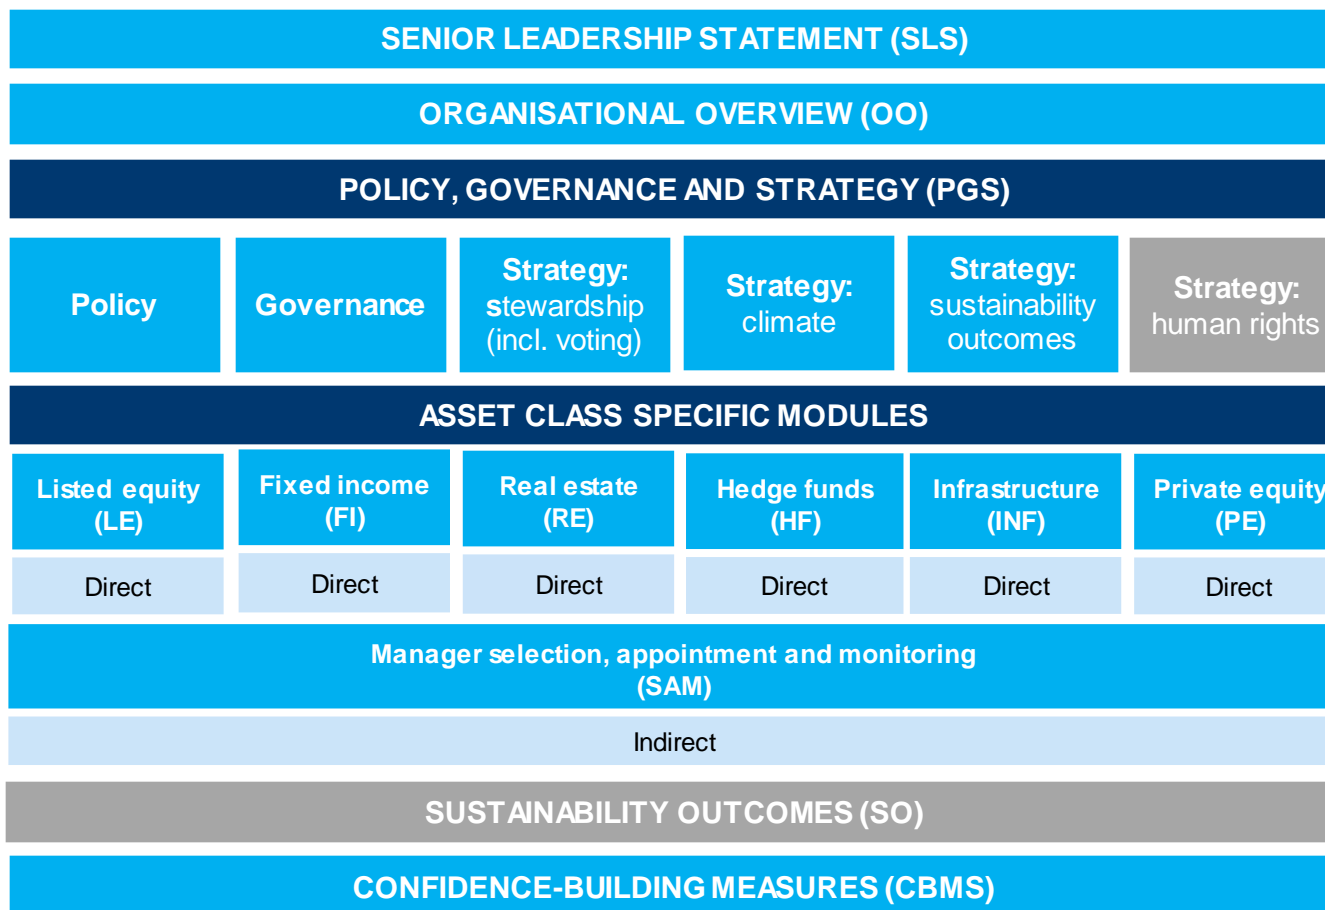 SENIOR LEADERSHIP STATEMENT (SLS)
ORGANISATIONAL OVERVIEW (OO)
POLICY, GOVERNANCE AND STRATEGY (PGS)
Policy
Governance
Strategy:
stewardship
(incl. voting)
Strategy:
climate
Strategy:
sustainability
outcomes
Strategy:
human rights
ASSET CLASS SPECIFIC MODULES
Listed equity
(LE)
Fixed income
(FI)
Real estate
(RE)
Hedge funds
(HF)
Infrastructure
(INF)
Private equity
(PE)
Direct
Direct
Direct
Direct
Direct
Direct
Manager selection, appointment and monitoring
(SAM)
Indirect
SUSTAINABILITY OUTCOMES (SO)
CONFIDENCE-BUILDING MEASURES (CBMS)